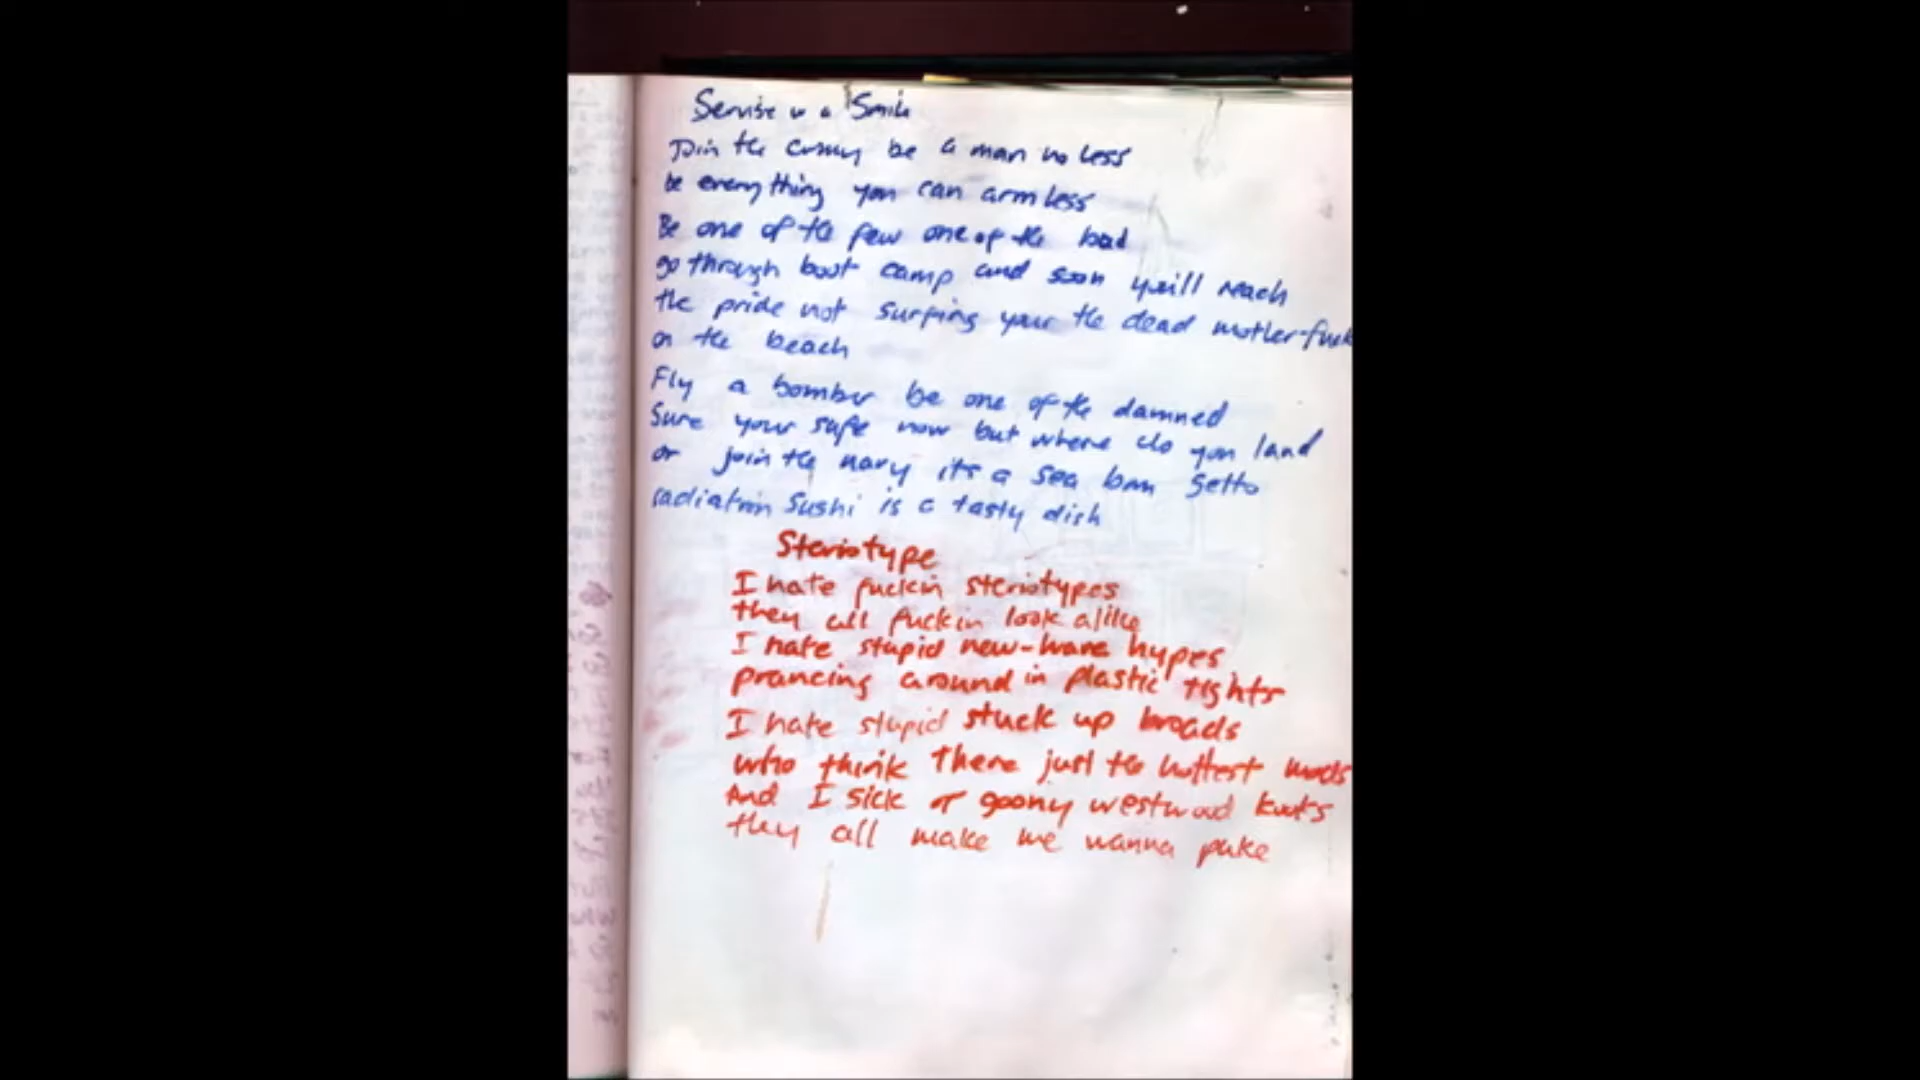 Servise w a Smile
Join the army be a man no less
be everything you can armless
Be one of the few one of the bad
go through boot camp and soon youill reach
the pride not surfing your the dead mother-fuck
on the beach
Fly a bomber be one of the damned
Sure your safe now but where do you land
or join the navy its a sea
radiation Sushi is a tasty dish
Steriotype
I hate fuckin steriotypes
they all fuckin look alike
I hate stupid new-wave hypes
prancing around in plastic tights
I hate stupid stuck up broads
who think there just the hottest mods
And I sick of goony westwood kooks
they all make me wanna puke